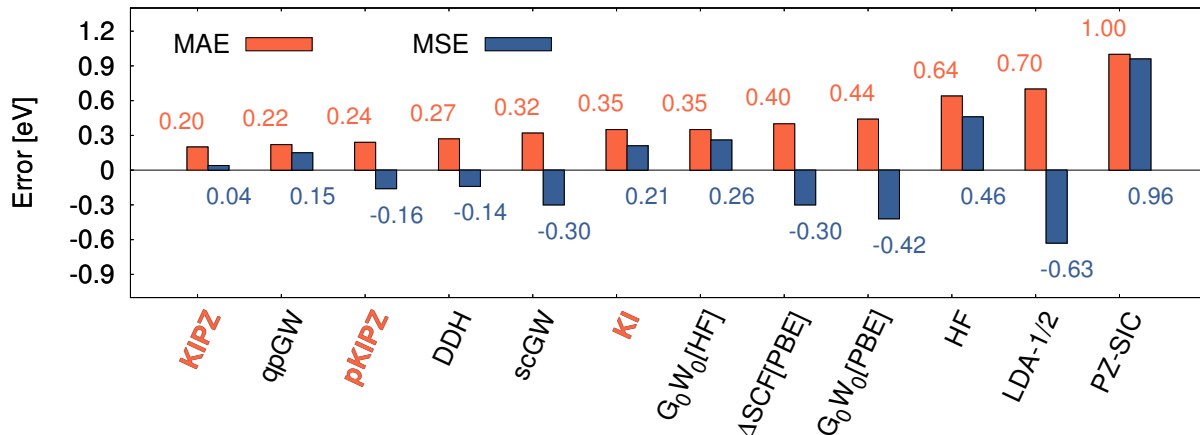 Error [eV]
1.2
0.9
0.6
0.3
0
-0.3
-0.6
-0.9
MAE
MSE
0.20
0.22
0.24
0.27
0.32
0.35
0.35
0.40
0.44
0.64
0.70
1.00
0.04
0.15
-0.16
-0.14
-0.30
0.21
0.26
-0.30
-0.42
0.46
-0.63
0.96
KIPZ
qpGW
pKIPZ
DDH
scGW
KI
G₀W₀[HF]
ΔSCF[PBE]
G₀W₀[PBE]
HF
LDA-1/2
PZ-SIC